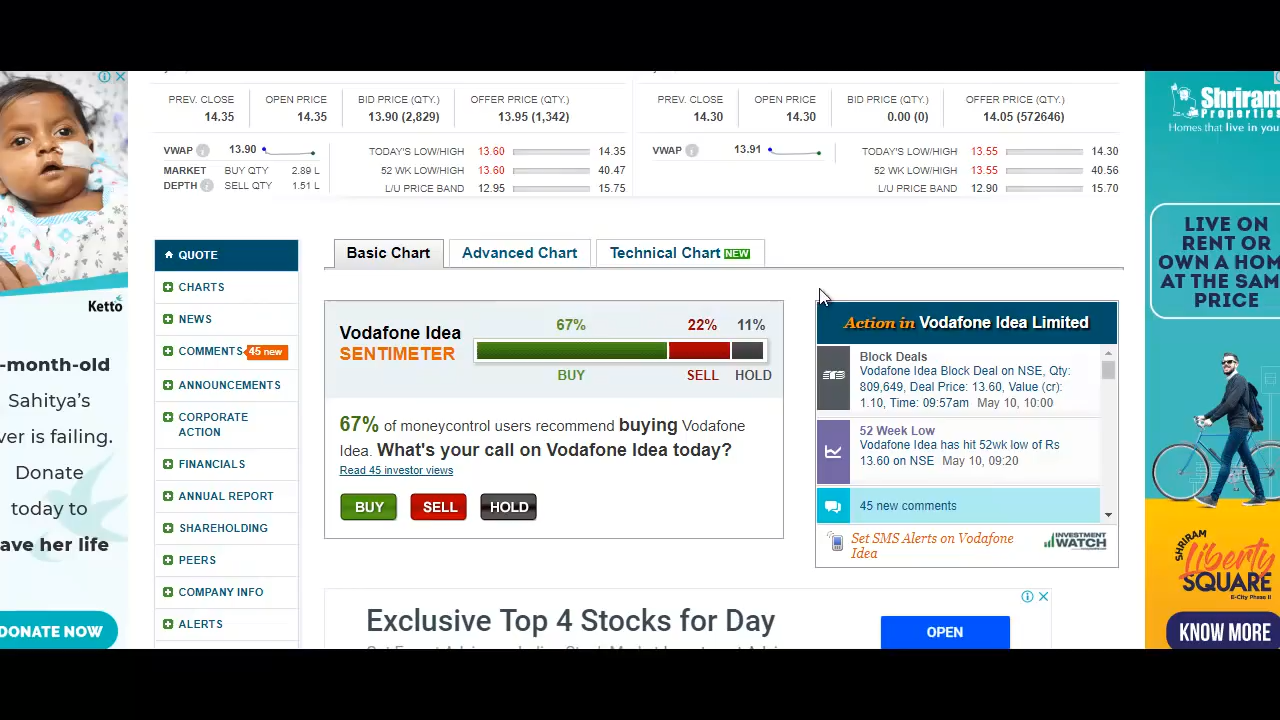 PREV. CLOSE OPEN PRICE BID PRICE (QTY.) OFFER PRICE (QTY.)
14.35 14.35 13.90 (2,829) 13.95 (1,342)
VWAP 13.90
MARKET BUY QTY 2.89 L
DEPTH SELL QTY 1.51 L
TODAY'S LOW/HIGH 13.60 14.35
52 WK LOW/HIGH 13.60 40.47
L/U PRICE BAND 12.95 15.75
PREV. CLOSE OPEN PRICE BID PRICE (QTY.) OFFER PRICE (QTY.)
14.30 14.30 0.00 (0) 14.05 (572646)
VWAP 13.91
TODAY'S LOW/HIGH 13.55 14.30
52 WK LOW/HIGH 13.55 40.56
L/U PRICE BAND 12.90 15.70
QUOTE
CHARTS
NEWS
COMMENTS 45 new
ANNOUNCEMENTS
CORPORATE
ACTION
FINANCIALS
ANNUAL REPORT
SHAREHOLDING
PEERS
COMPANY INFO
ALERTS
Basic Chart Advanced Chart Technical Chart NEW
Vodafone Idea
SENTIMETER
67% 22% 11%
BUY SELL HOLD
67% of moneycontrol users recommend buying Vodafone
Idea. What's your call on Vodafone Idea today?
Read 45 investor views
BUY SELL HOLD
Action in Vodafone Idea Limited
Block Deals
Vodafone Idea Block Deal on NSE, Qty:
809,649, Deal Price: 13.60, Value (cr):
1.10, Time: 09:57am May 10, 10:00
52 Week Low
Vodafone Idea has hit 52wk low of Rs
13.60 on NSE May 10, 09:20
45 new comments
Set SMS Alerts on Vodafone
Idea
INVESTMENT
WATCH
Exclusive Top 4 Stocks for Day
OPEN
Ketto
-month-old
Sahitya's
ver is failing.
Donate
today to
ave her life
DONATE NOW
Shriram
Properties
Homes that live in you
LIVE ON
RENT OR
OWN A HOM
AT THE SAM
PRICE
SHRIRAM
Liberty
SQUARE
E-City Phase II
KNOW MORE